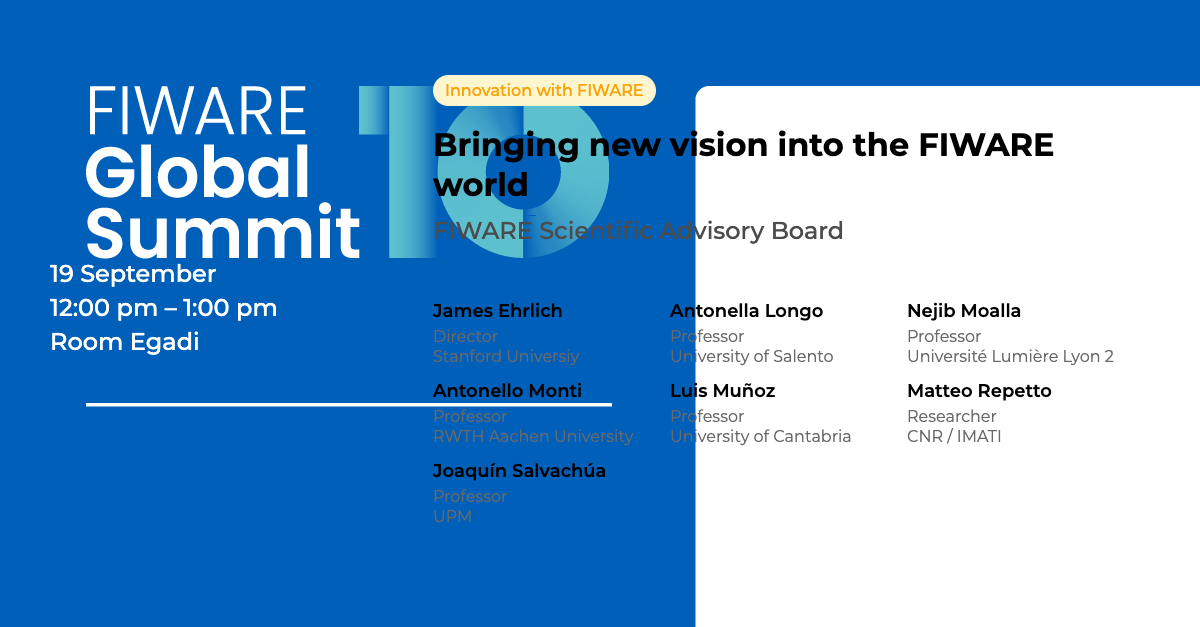 FIWARE
Global
Summit
10
19 September
12:00 pm – 1:00 pm
Room Egadi
Innovation with FIWARE
Bringing new vision into the FIWARE
world
FIWARE Scientific Advisory Board
James Ehrlich
Director
Stanford Universiy
Antonella Longo
Professor
University of Salento
Nejib Moalla
Professor
Université Lumière Lyon 2
Antonello Monti
Professor
RWTH Aachen University
Luis Muñoz
Professor
University of Cantabria
Matteo Repetto
Researcher
CNR / IMATI
Joaquín Salvachúa
Professor
UPM